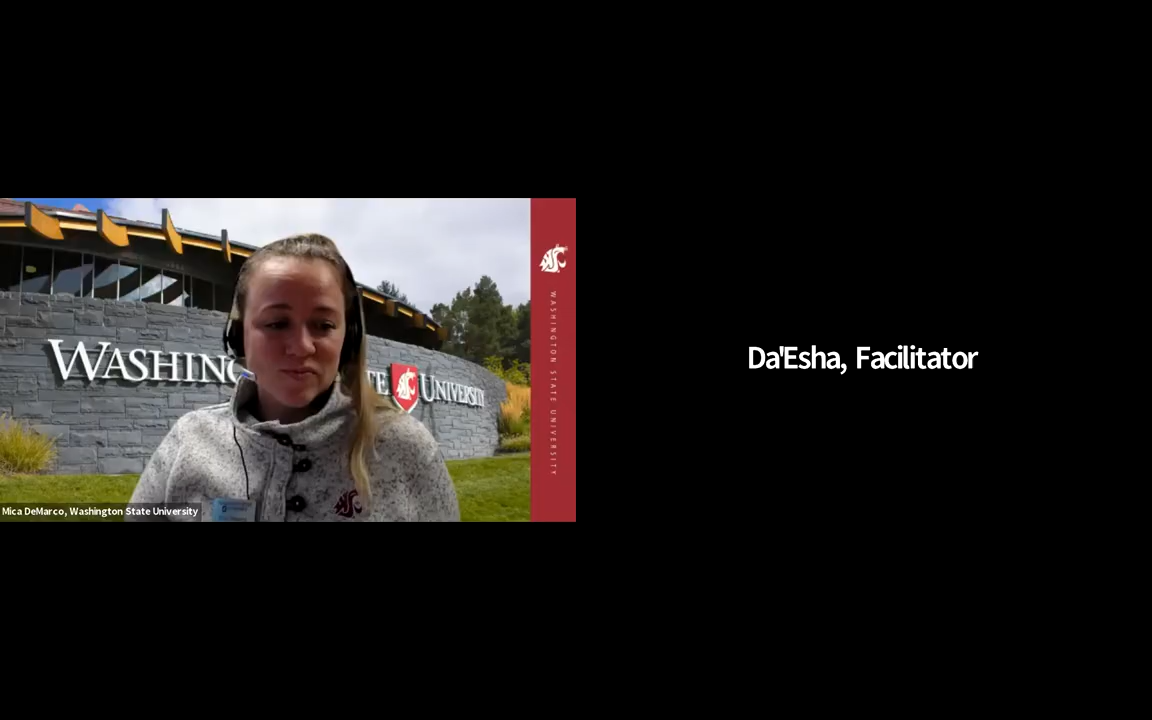 WASHING
TE UNIVERSITY
WASHINGTON STATE UNIVERSITY
Mica DeMarco, Washington State University
Da'Esha, Facilitator